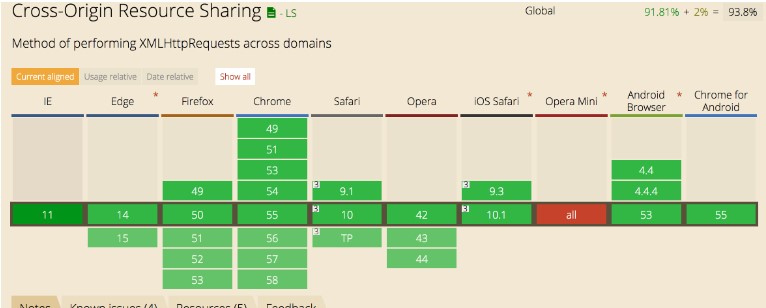 Cross-Origin Resource Sharing - LS Global 91.81% + 2% = 93.8%
Method of performing XMLHttpRequests across domains
Current aligned Usage relative Date relative Show all
IE Edge * Firefox Chrome Safari Opera iOS Safari * Opera Mini * Android Browser * Chrome for Android
49
51
53 4.4
49 54 3 9.1 3 9.3 4.4.4
11 14 50 55 3 10 42 3 10.1 all 53 55
15 51 56 3 TP 43
52 57 44
53 58
Notes Known issues (4) Resources (5) Feedback